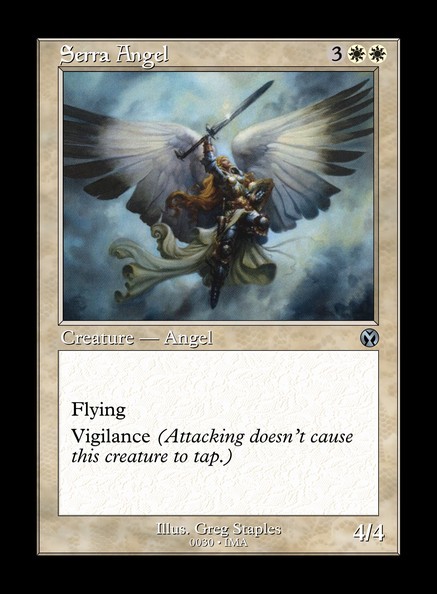 Serra Angel 3
Creature — Angel
Flying
Vigilance (Attacking doesn't cause
this creature to tap.)
Illus. Greg Staples
0030 • IMA
4/4